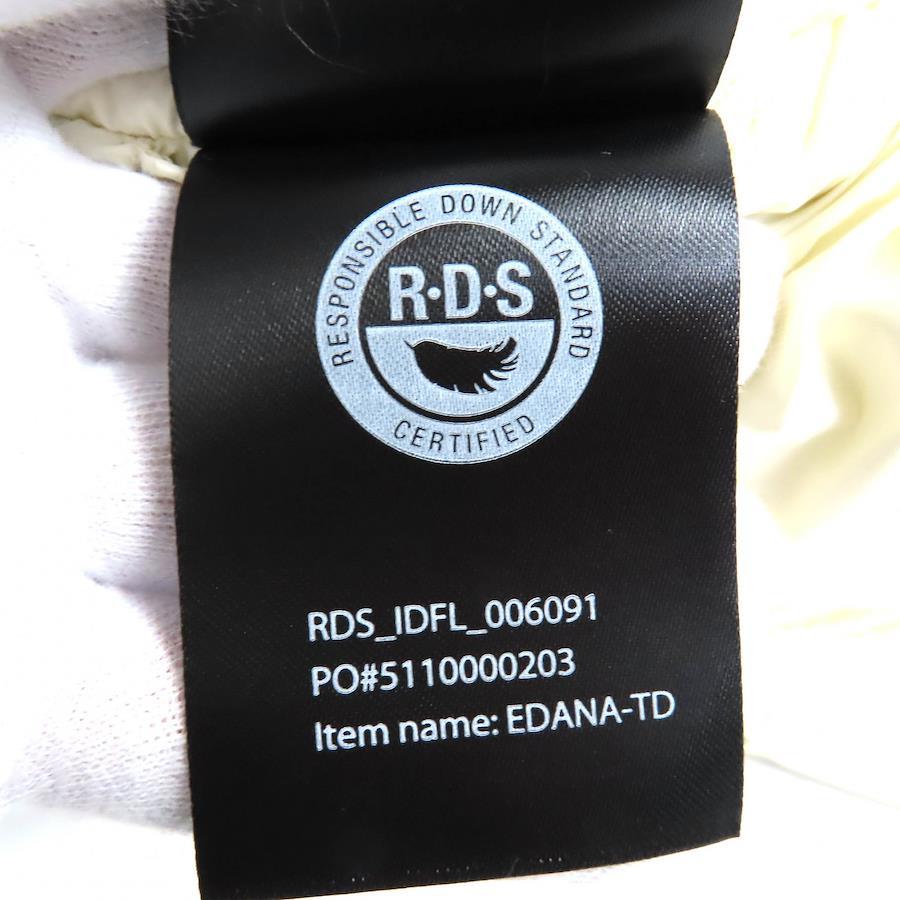 RESPONSIBLE DOWN STANDARD
R·D·S
CERTIFIED
RDS_IDFL_006091
PO#5110000203
Item name: EDANA-TD